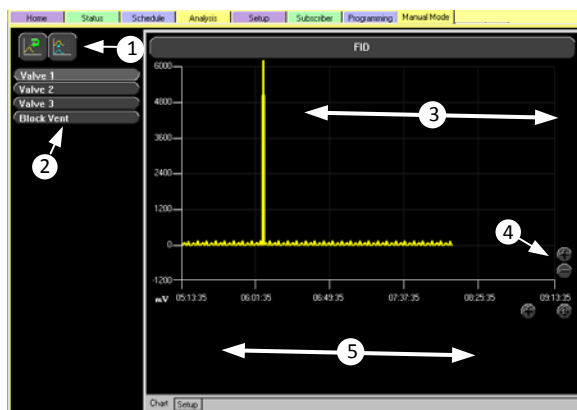 Home Status Schedule Analysis Setup Subscriber Programming Manual Mode
1
FID
Valve 1
Valve 2
Valve 3
Block Vent
2
3
4
5
6000
4800
3600
2400
1200
0
-1200
mV 05:13:35 06:01:35 06:49:35 07:37:35 08:25:35 09:13:35
Chart Setup